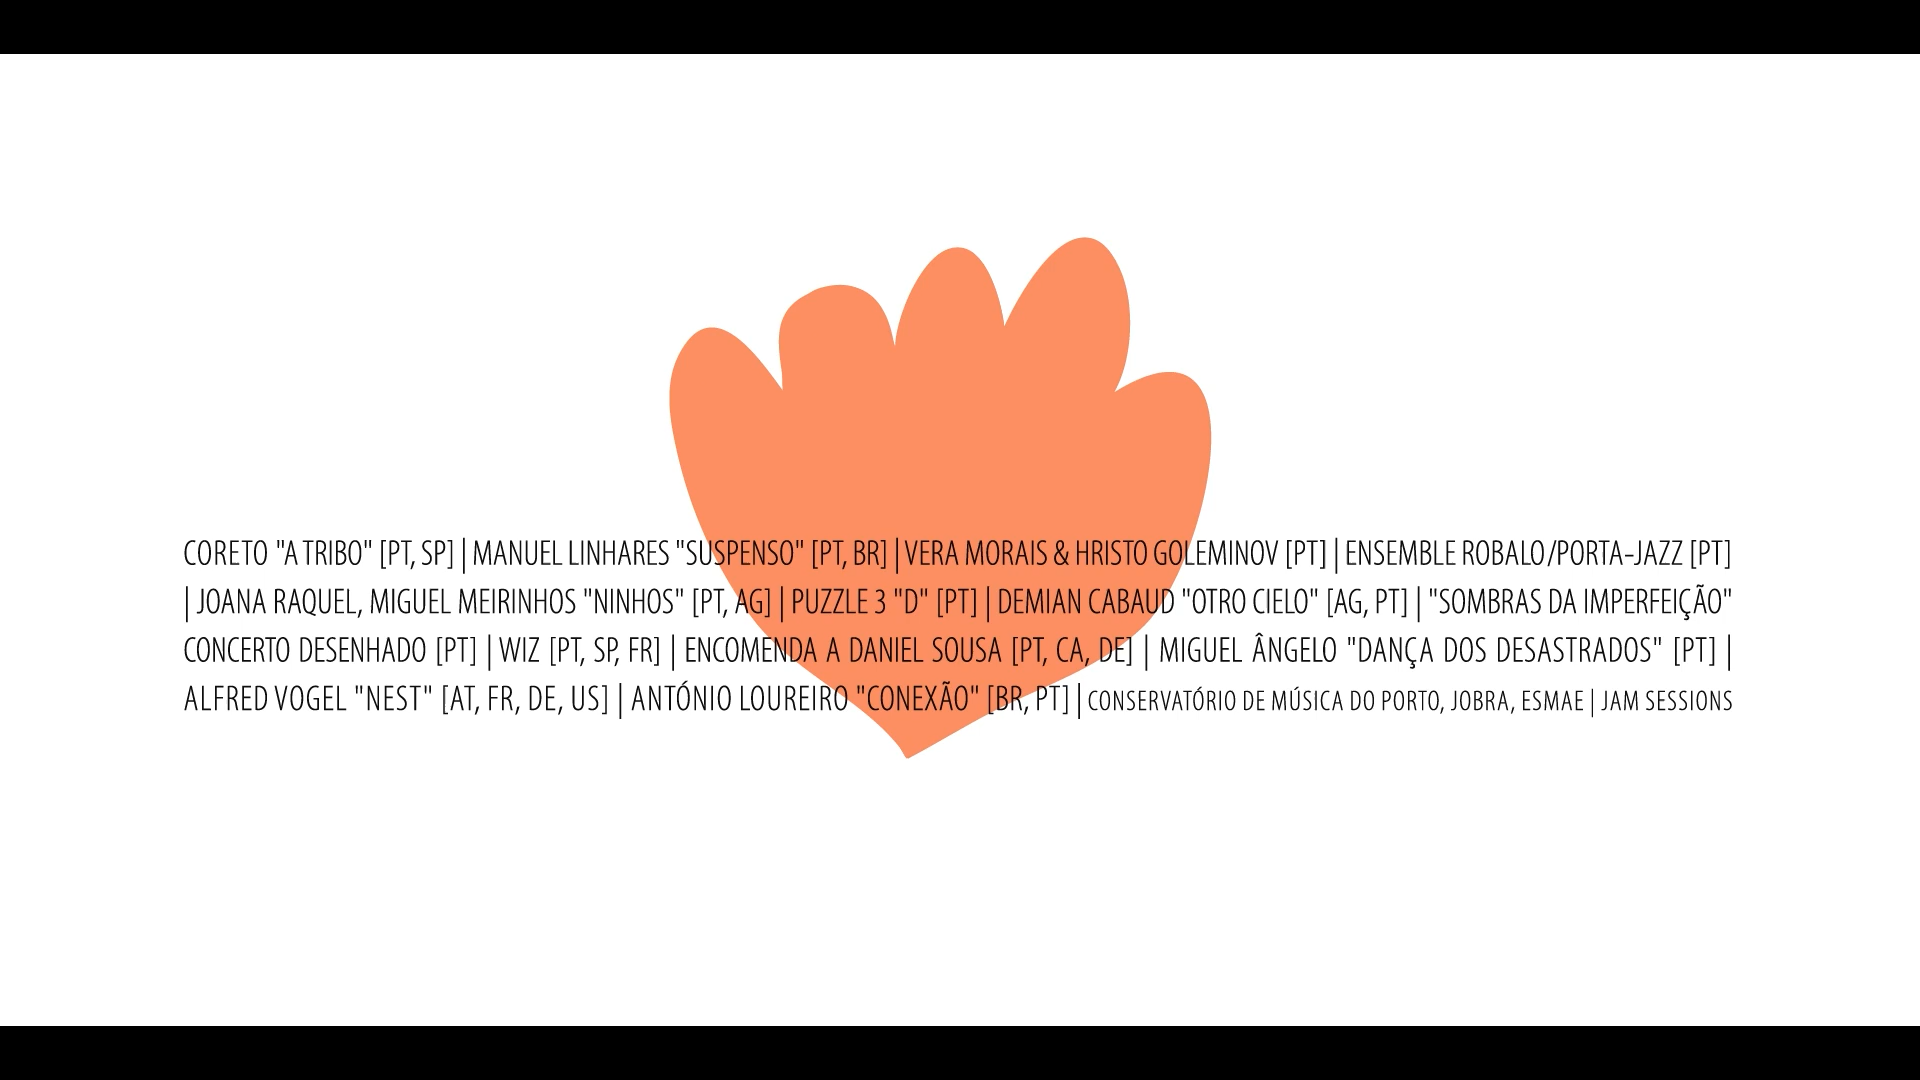 CORETO "A TRIBO" [PT, SP] | MANUEL LINHARES "SUSPENSO" [PT, BR] | VERA MORAIS & HRISTO GOLEMINOV [PT] | ENSEMBLE ROBALO/PORTA-JAZZ [PT]
| JOANA RAQUEL, MIGUEL MEIRINHOS "NINHOS" [PT, AG] | PUZZLE 3 "D" [PT] | DEMIAN CABAUD "OTRO CIELO" [AG, PT] | "SOMBRAS DA IMPERFEIÇÃO"
CONCERTO DESENHADO [PT] | WIZ [PT, SP, FR] | ENCOMENDA A DANIEL SOUSA [PT, CA, DE] | MIGUEL ÂNGELO "DANÇA DOS DESASTRADOS" [PT] |
ALFRED VOGEL "NEST" [AT, FR, DE, US] | ANTÓNIO LOUREIRO "CONEXÃO" [BR, PT] | CONSERVATÓRIO DE MÚSICA DO PORTO, JOBRA, ESMAE | JAM SESSIONS